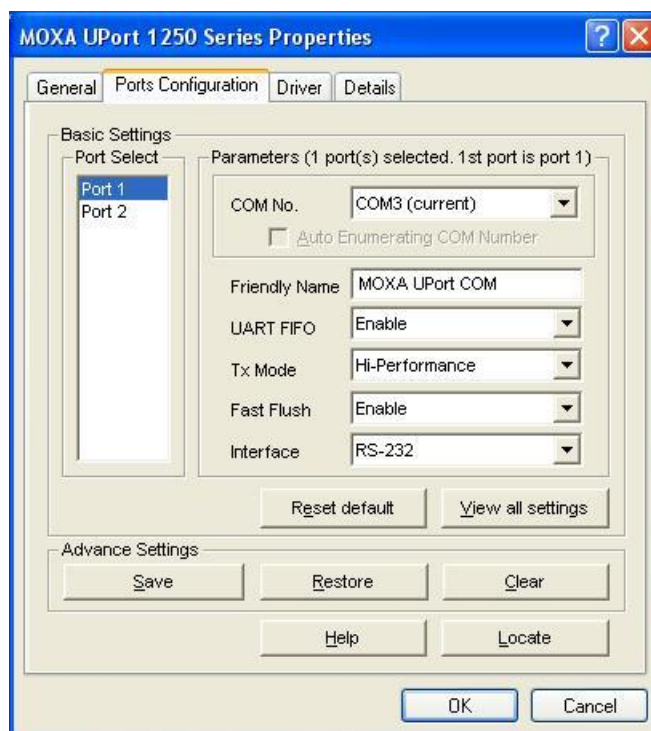 MOXA UPort 1250 Series Properties
General Ports Configuration Driver Details
Basic Settings
Port Select
Port 1
Port 2
Parameters (1 port(s) selected. 1st port is port 1)
COM No. COM3 (current)
Auto Enumerating COM Number
Friendly Name MOXA UPort COM
UART FIFO Enable
Tx Mode Hi-Performance
Fast Flush Enable
Interface RS-232
Reset default View all settings
Advance Settings
Save Restore Clear
Help Locate
OK Cancel